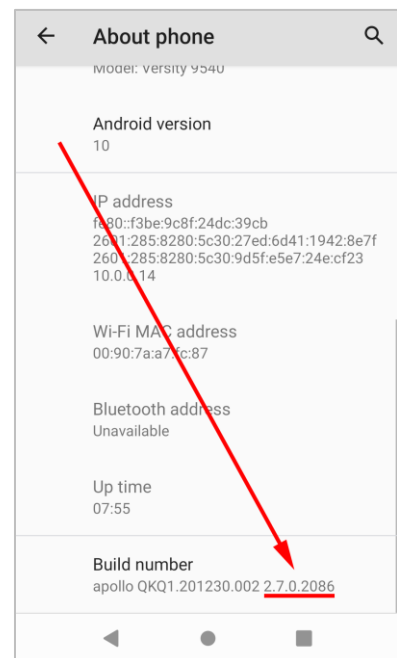 About phone
Model: Versity 9540
Android version
10
IP address
fe80::f3be:9c8f:24dc:39cb
2601:285:8280:5c30:27ed:6d41:1942:8e7f
2601:285:8280:5c30:9d5f:e5e7:24e:cf23
10.0.0.14
Wi-Fi MAC address
00:90:7a:a7:fc:87
Bluetooth address
Unavailable
Up time
07:55
Build number
apollo QKQ1.201230.002 2.7.0.2086